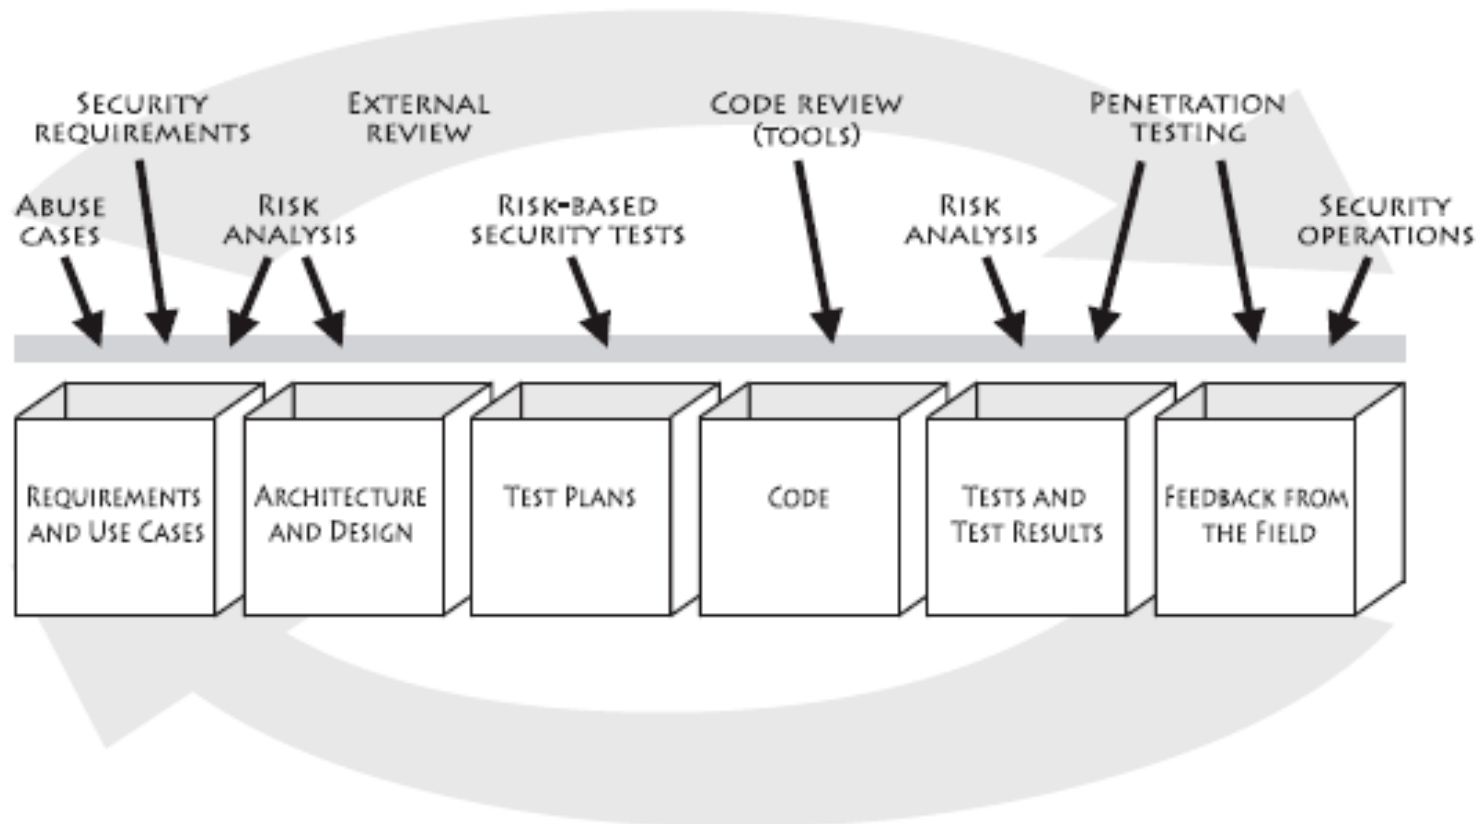 SECURITY
REQUIREMENTS
EXTERNAL
REVIEW
CODE REVIEW
(TOOLS)
PENETRATION
TESTING
ABUSE
CASES
RISK
ANALYSIS
RISK-BASED
SECURITY TESTS
RISK
ANALYSIS
SECURITY
OPERATIONS
REQUIREMENTS
AND USE CASES
ARCHITECTURE
AND DESIGN
TEST PLANS
CODE
TESTS AND
TEST RESULTS
FEEDBACK FROM
THE FIELD